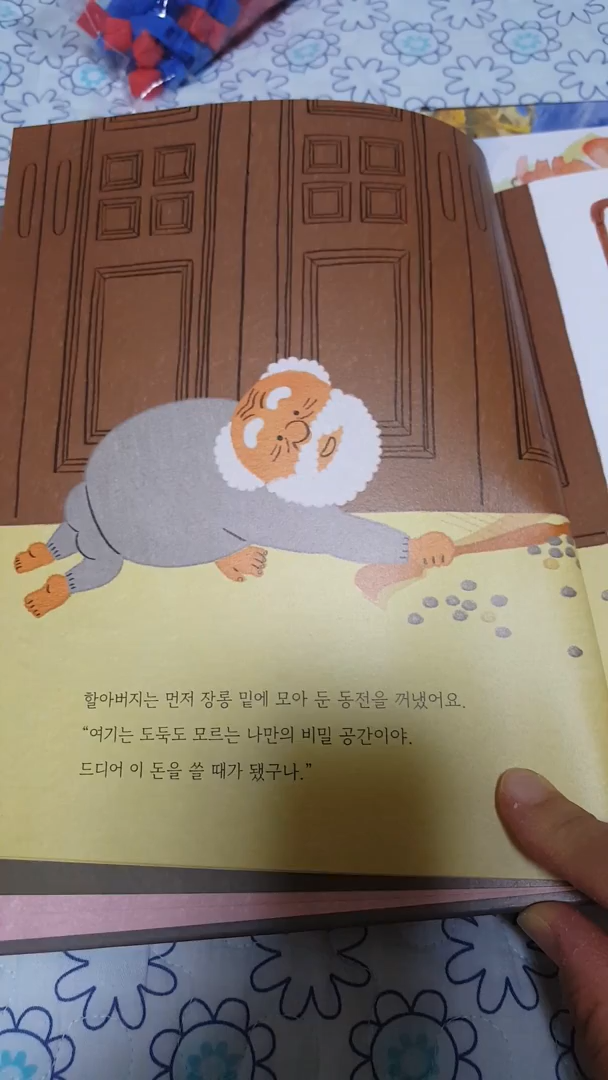 할아버지는 먼저 장롱 밑에 모아 둔 동전을 꺼냈어요.
“여기는 도둑도 모르는 나만의 비밀 공간이야.
드디어 이 돈을 쓸 때가 됐구나.”